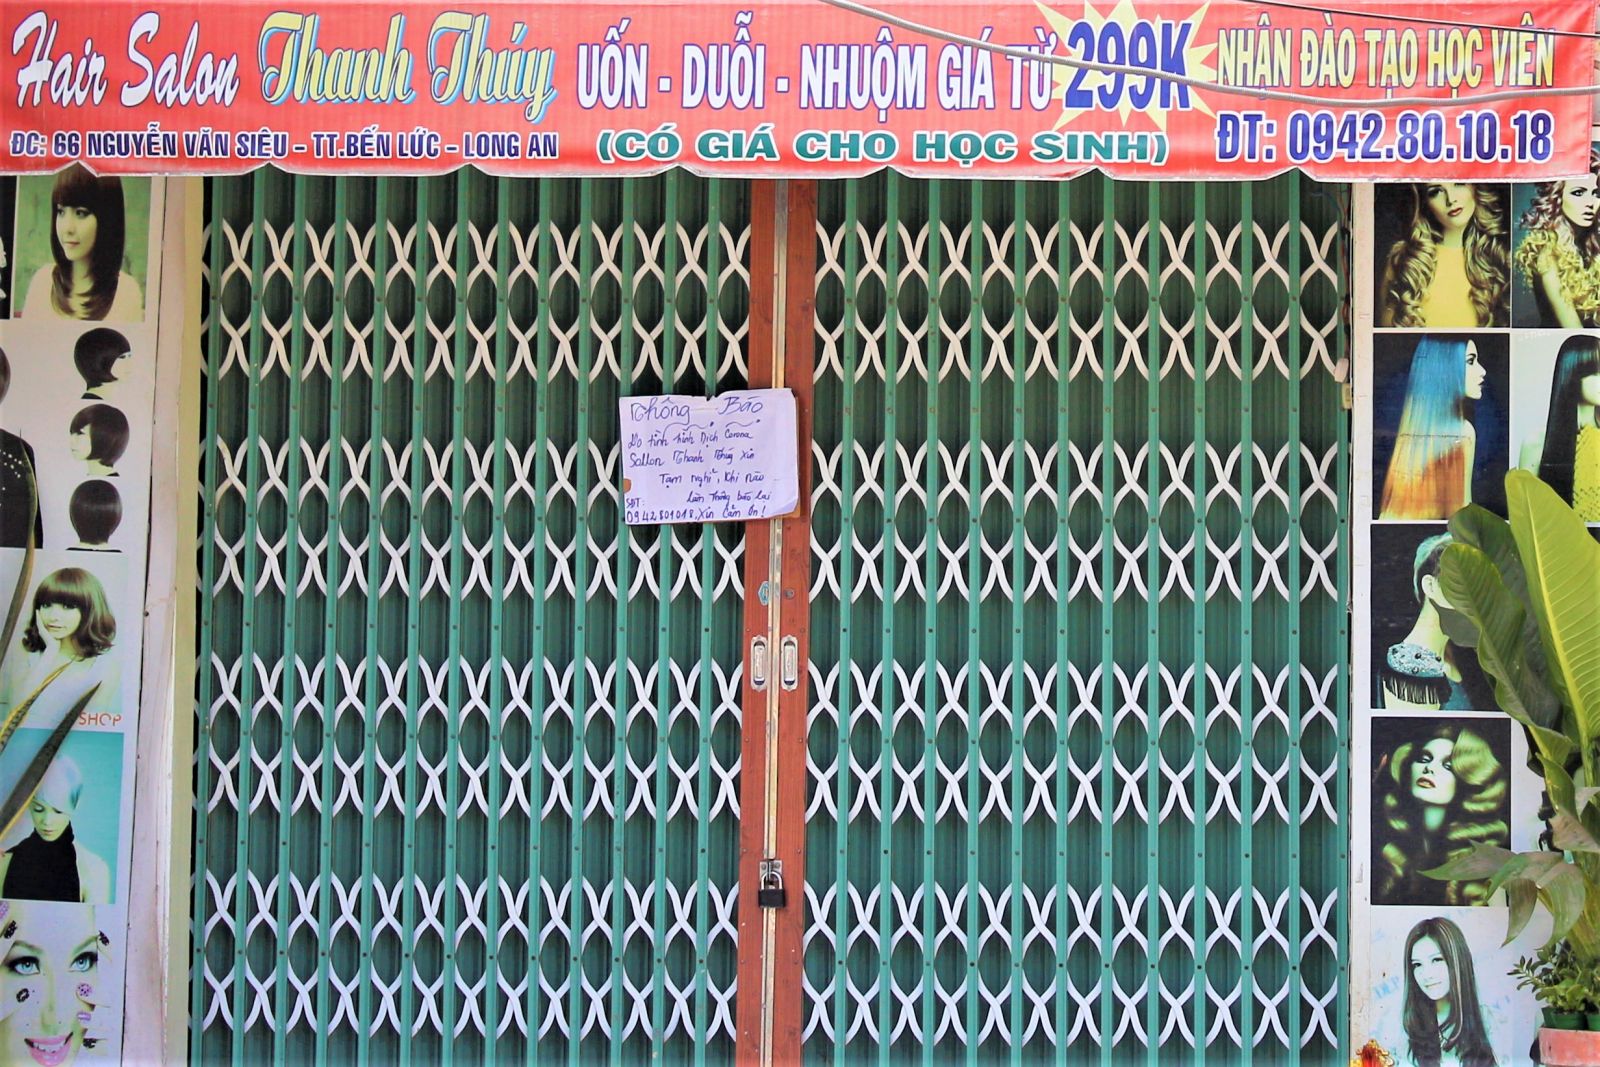 Hair Salon Thanh Thúy UỐN - DUỖI - NHUỘM GIÁ TỪ 299K NHẬN ĐÀO TẠO HỌC VIÊN
ĐC: 66 NGUYỄN VĂN SIÊU - TT.BẾN LỨC - LONG AN (CÓ GIÁ CHO HỌC SINH) ĐT: 0942.80.10.18
Thông Báo
Do tình hình Dịch Corona
Sallon Thanh Thúy Xin
Tạm nghỉ, Khi nào
làm thông báo lại
SĐT:
0942801018, Xin Cảm Ơn!
SHOP